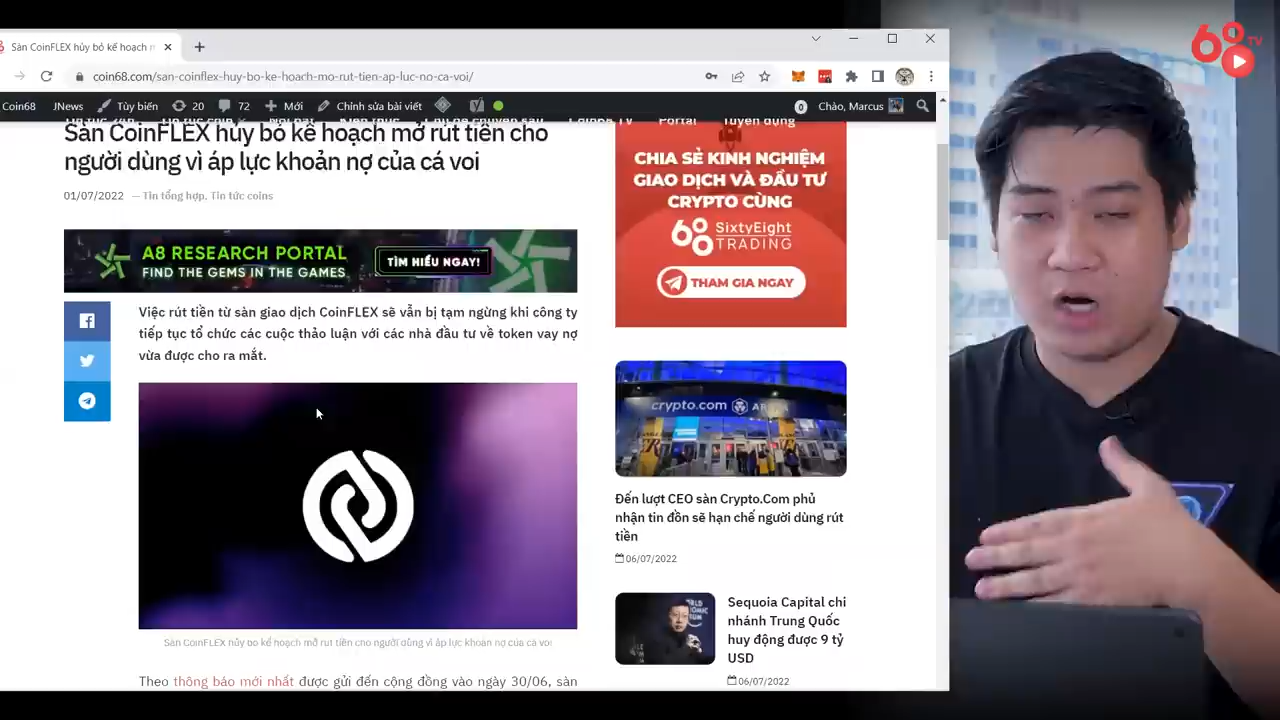 68 TV
Sàn CoinFLEX hủy bỏ kế hoạch m
coin68.com/san-coinflex-huy-bo-ke-hoach-mo-rut-tien-ap-luc-no-ca-voi/
Coin68 JNews Tùy biến 20 72 Mới Chỉnh sửa bài viết 0 Chào, Marcus
Coin68 TV Portal Tuyển dụng
Sàn CoinFLEX hủy bỏ kế hoạch mở rút tiền cho
người dùng vì áp lực khoản nợ của cá voi
01/07/2022 — Tin tổng hợp, Tin tức coins
A8 RESEARCH PORTAL
FIND THE GEMS IN THE GAMES
TÌM HIỂU NGAY!
Việc rút tiền từ sàn giao dịch CoinFLEX sẽ vẫn bị tạm ngừng khi công ty
tiếp tục tổ chức các cuộc thảo luận với các nhà đầu tư về token vay nợ
vừa được cho ra mắt.
Sàn CoinFLEX hủy bỏ kế hoạch mở rút tiền cho người dùng vì áp lực khoản nợ của cá voi
Theo thông báo mới nhất được gửi đến cộng đồng vào ngày 30/06, sàn
CHIA SẺ KINH NGHIỆM
GIAO DỊCH VÀ ĐẦU TƯ
CRYPTO CÙNG
68 SixtyEight
TRADING
THAM GIA NGAY
crypto.com AR
Đến lượt CEO sàn Crypto.Com phủ
nhận tin đồn sẽ hạn chế người dùng rút
tiền
06/07/2022
Sequoia Capital chi
nhánh Trung Quốc
huy động được 9 tỷ
USD
06/07/2022